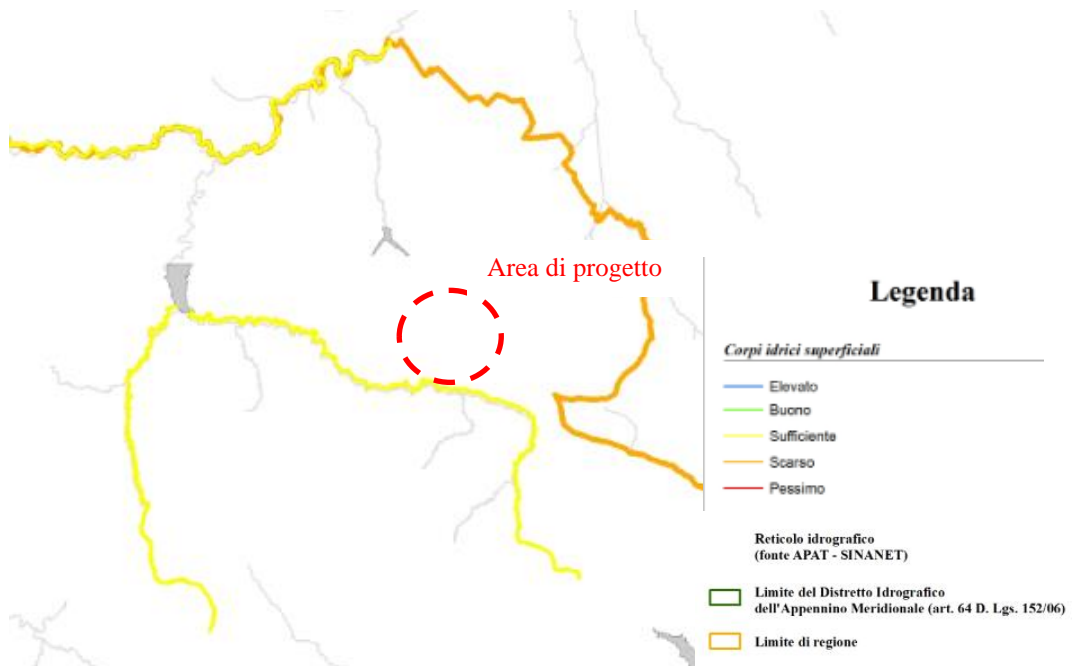 Area di progetto
Legenda
Corpi idrici superficiali
Elevato
Buono
Sufficiente
Scarso
Pessimo
Reticolo idrografico
(fonte APAT - SINANET)
Limite del Distretto Idrografico
dell'Appennino Meridionale (art. 64 D. Lgs. 152/06)
Limite di regione